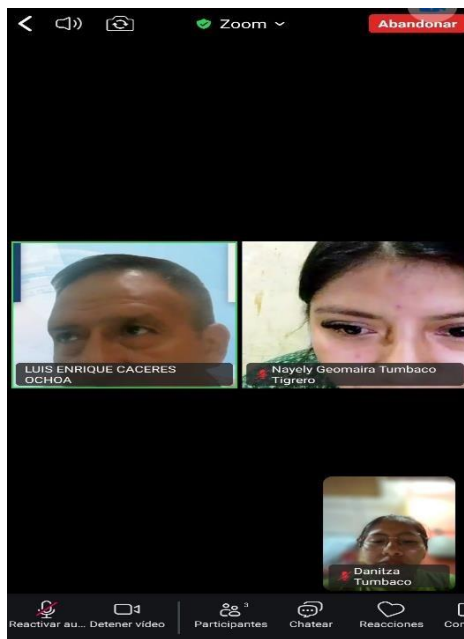 Zoom
Abandonar
LUIS ENRIQUE CACERES
OCHOA
Nayely Geomaira Tumbaco
Tigrero
Danitza
Tumbaco
3
Reactivar au... Detener vídeo Participantes Chatear Reacciones